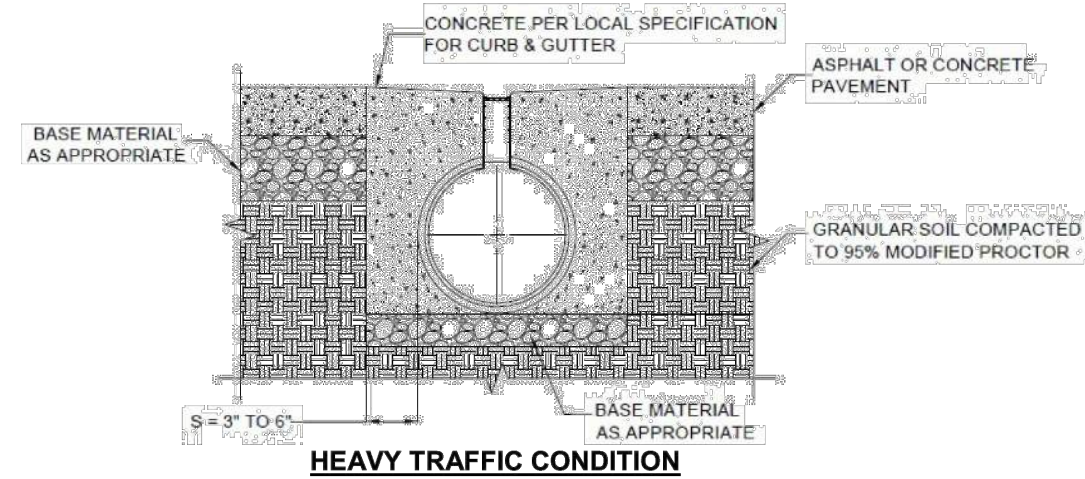 CONCRETE PER LOCAL SPECIFICATION
FOR CURB & GUTTER
ASPHALT OR CONCRETE
PAVEMENT
BASE MATERIAL
AS APPROPRIATE
GRANULAR SOIL COMPACTED
TO 95% MODIFIED PROCTOR
S = 3" TO 6"
BASE MATERIAL
AS APPROPRIATE
HEAVY TRAFFIC CONDITION